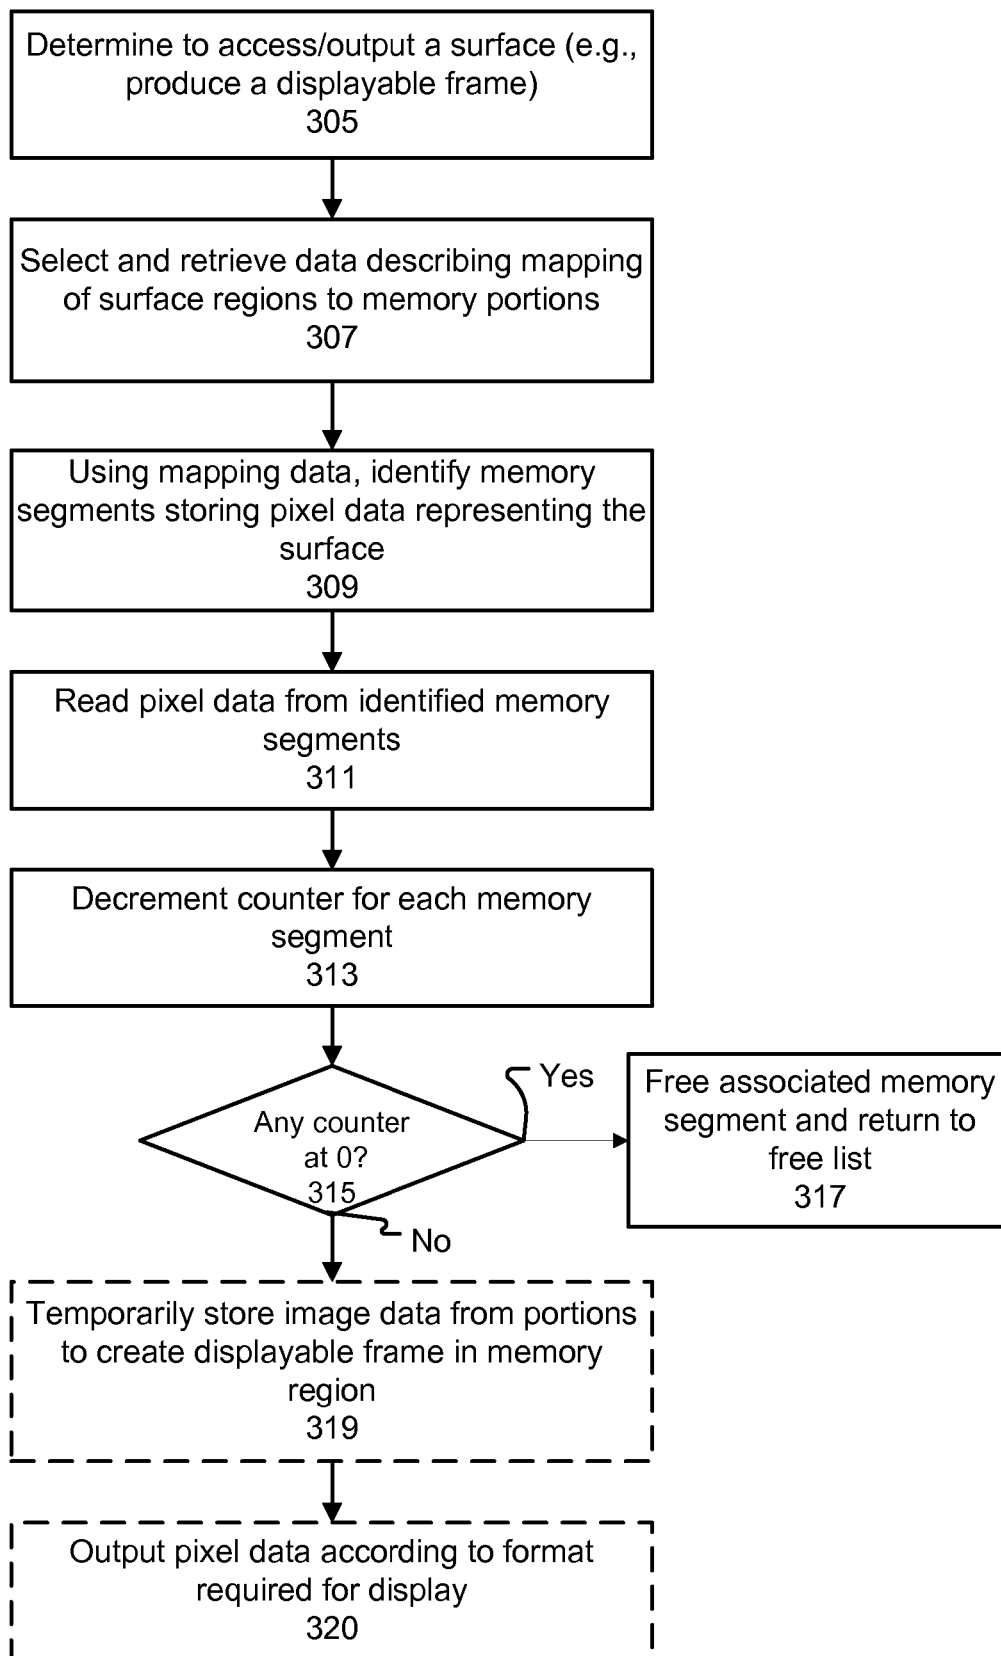 Determine to access/output a surface (e.g.,
produce a displayable frame)
305
Select and retrieve data describing mapping
of surface regions to memory portions
307
Using mapping data, identify memory
segments storing pixel data representing the
surface
309
Read pixel data from identified memory
segments
311
Decrement counter for each memory
segment
313
Any counter
at 0?
315
Yes
Free associated memory
segment and return to
free list
317
No
Temporarily store image data from portions
to create displayable frame in memory
region
319
Output pixel data according to format
required for display
320